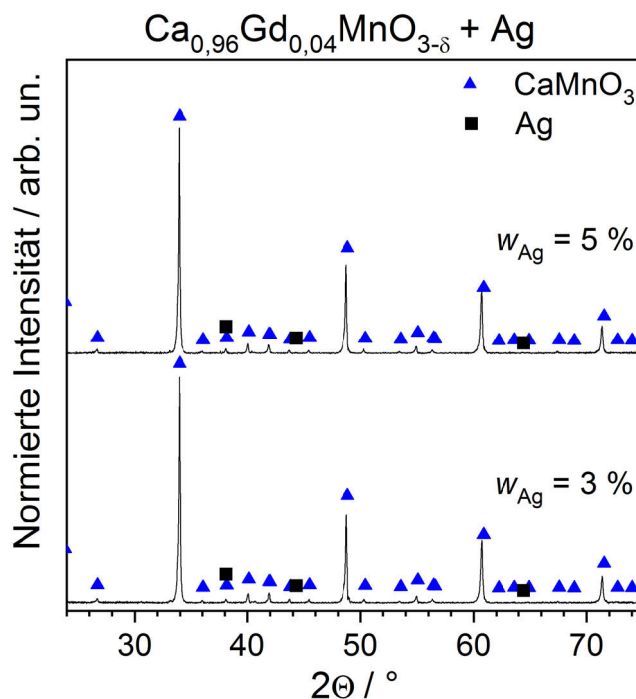 Ca0,96Gd0,04MnO3-δ + Ag
CaMnO3
Ag
wAg = 5 %
wAg = 3 %
Normierte Intensität / arb. un.
30 40 50 60 70
2Θ / °